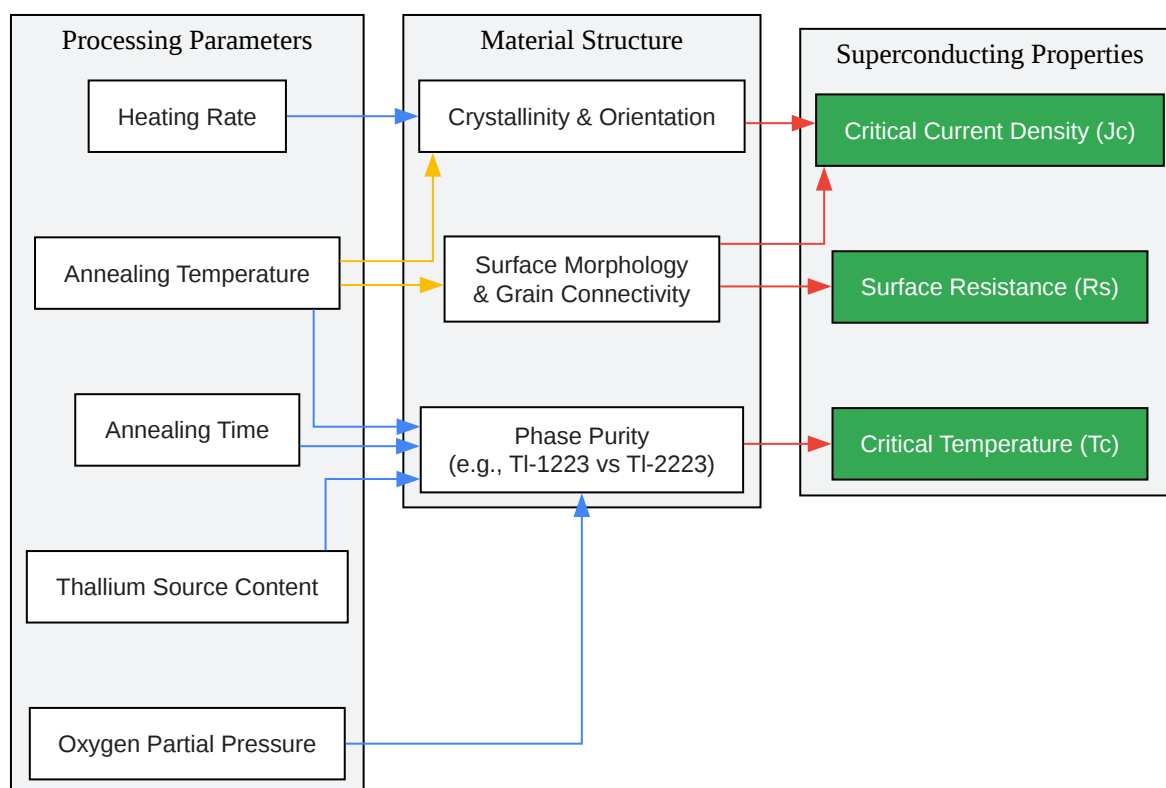 Processing Parameters
Heating Rate
Annealing Temperature
Annealing Time
Thallium Source Content
Oxygen Partial Pressure
Material Structure
Crystallinity & Orientation
Surface Morphology
& Grain Connectivity
Phase Purity
(e.g., Tl-1223 vs Tl-2223)
Superconducting Properties
Critical Current Density (Jc)
Surface Resistance (Rs)
Critical Temperature (Tc)